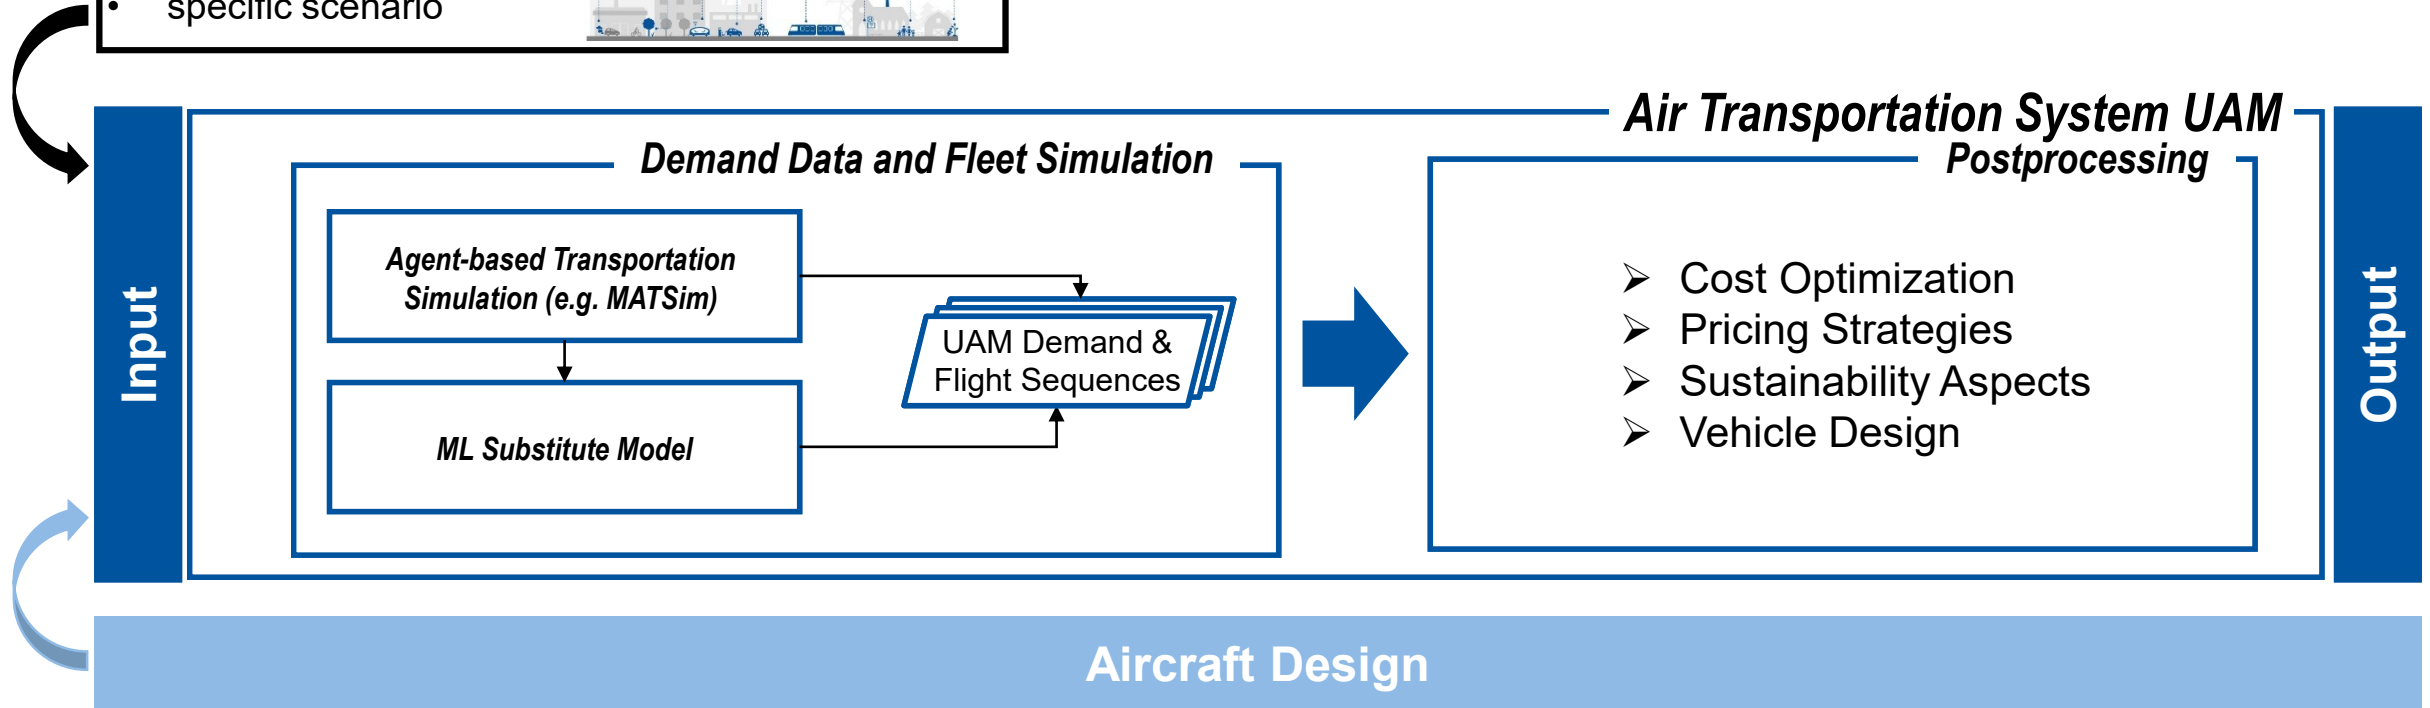 • specific scenario
Air Transportation System UAM
Demand Data and Fleet Simulation
Postprocessing
Input
Agent-based Transportation
Simulation (e.g. MATSim)
UAM Demand &
Flight Sequences
ML Substitute Model
➢ Cost Optimization
➢ Pricing Strategies
➢ Sustainability Aspects
➢ Vehicle Design
Output
Aircraft Design